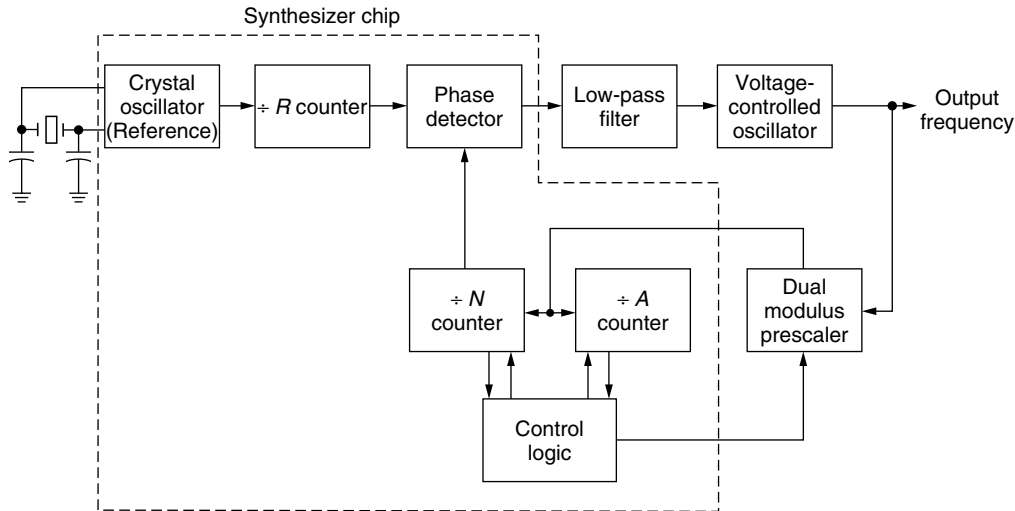 Synthesizer chip
Crystal
oscillator
(Reference)
÷ R counter
Phase
detector
Low-pass
filter
Voltage-
controlled
oscillator
Output
frequency
÷ N
counter
÷ A
counter
Dual
modulus
prescaler
Control
logic